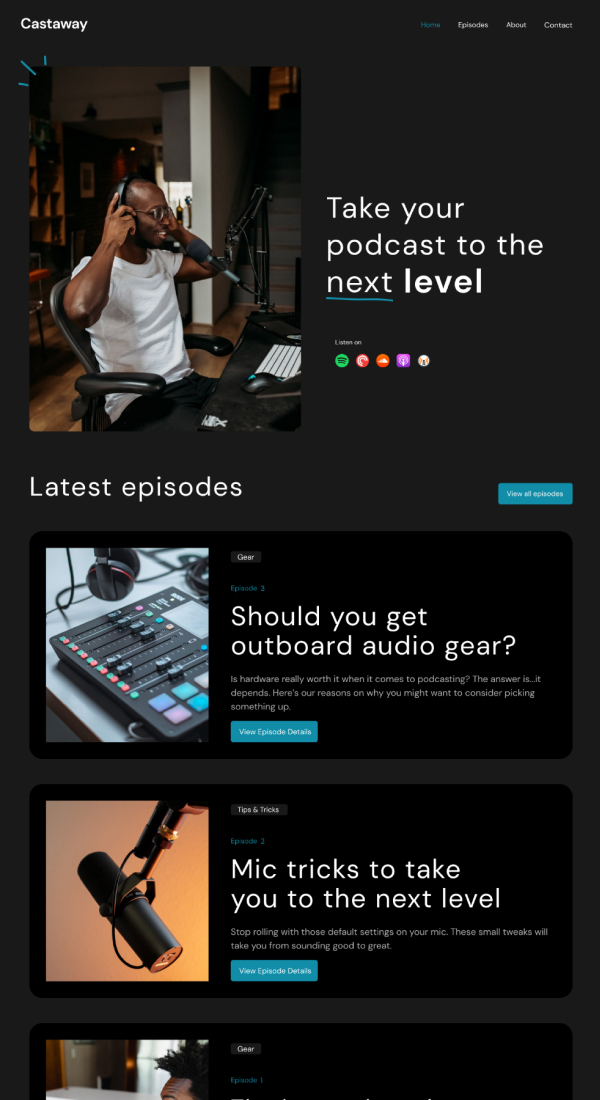 Castaway
Home Episodes About Contact
Take your
podcast to the
next level
Listen on
Latest episodes
View all episodes
Gear
Episode 3
Should you get
outboard audio gear?
Is hardware really worth it when it comes to podcasting? The answer is...it
depends. Here's our reasons on why you might want to consider picking
something up.
View Episode Details
Tips & Tricks
Episode 2
Mic tricks to take
you to the next level
Stop rolling with those default settings on your mic. These small tweaks will
take you from sounding good to great.
View Episode Details
Gear
Episode 1